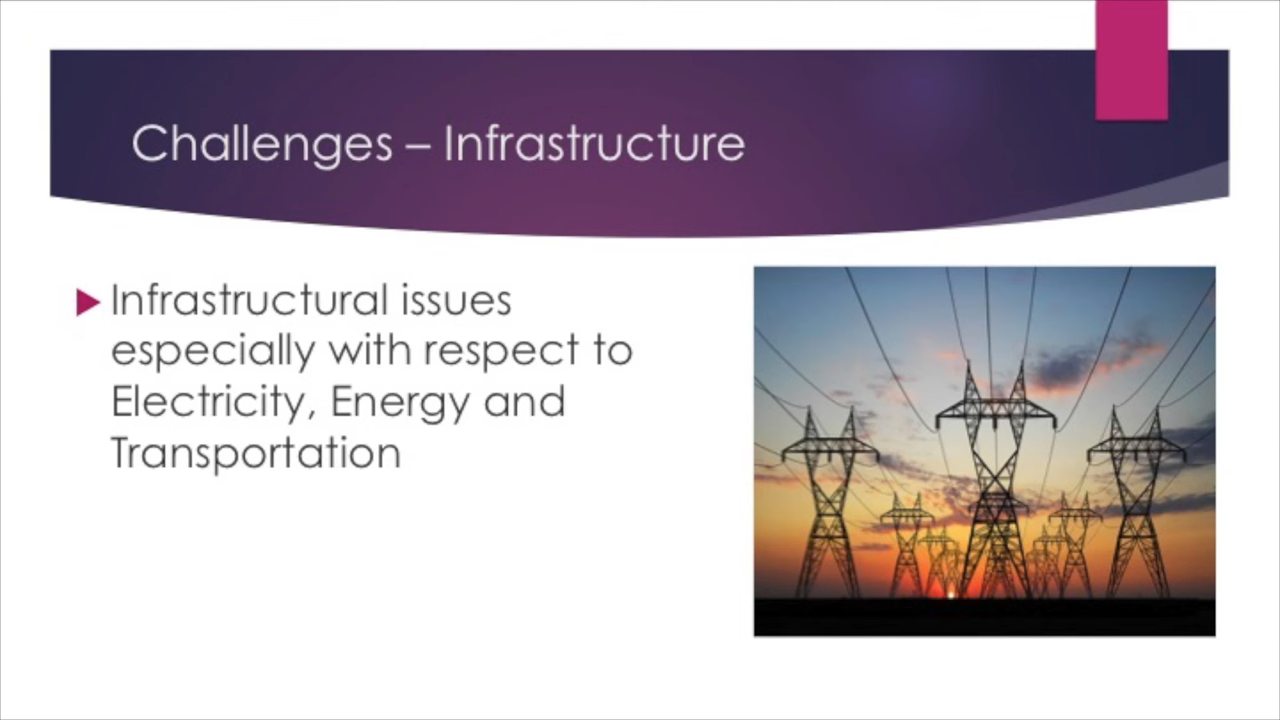 Challenges – Infrastructure
Infrastructural issues
especially with respect to
Electricity, Energy and
Transportation